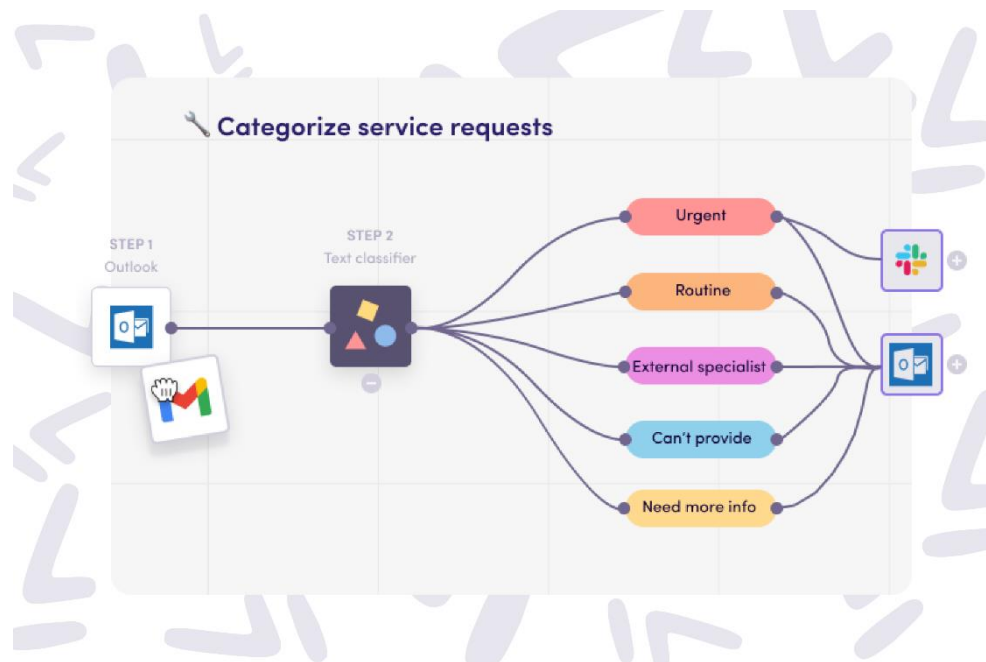 Categorize service requests
STEP 1
Outlook
STEP 2
Text classifier
Urgent
Routine
External specialist
Can't provide
Need more info